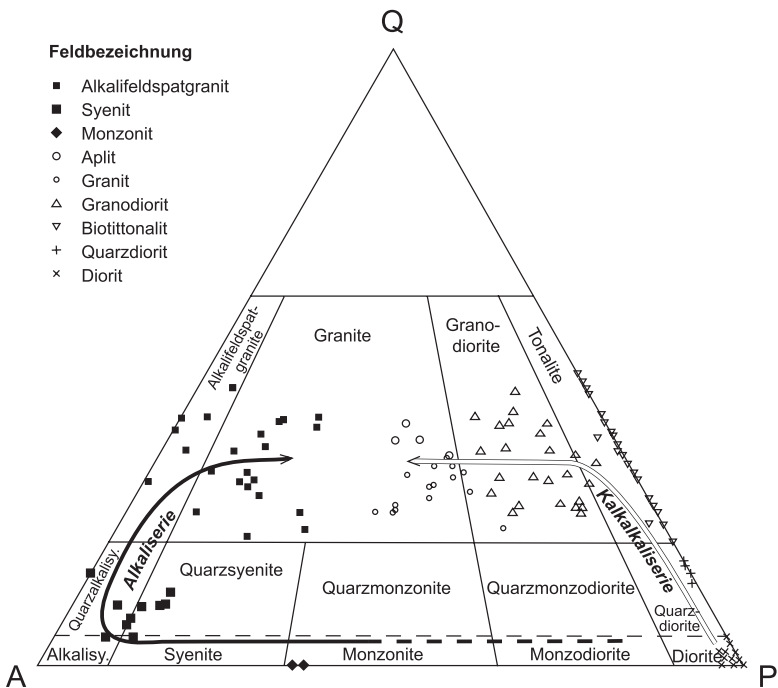 Q
Feldbezeichnung
Alkalifeldspatgranit
Syenit
Monzonit
Aplit
Granit
Granodiorit
Biotittonalit
Quarzdiorit
Diorit
Alkalifeldspat-
granite
Granite
Grano-
diorite
Tonalite
Alkaliserie
Kalkalkaliserie
Quarzalkalisy.
Quarzsyenite
Quarzmonzonite
Quarzmonzodiorite
Quarz-
diorite
Alkalisy.
Syenite
Monzonite
Monzodiorite
Diorite
A
P